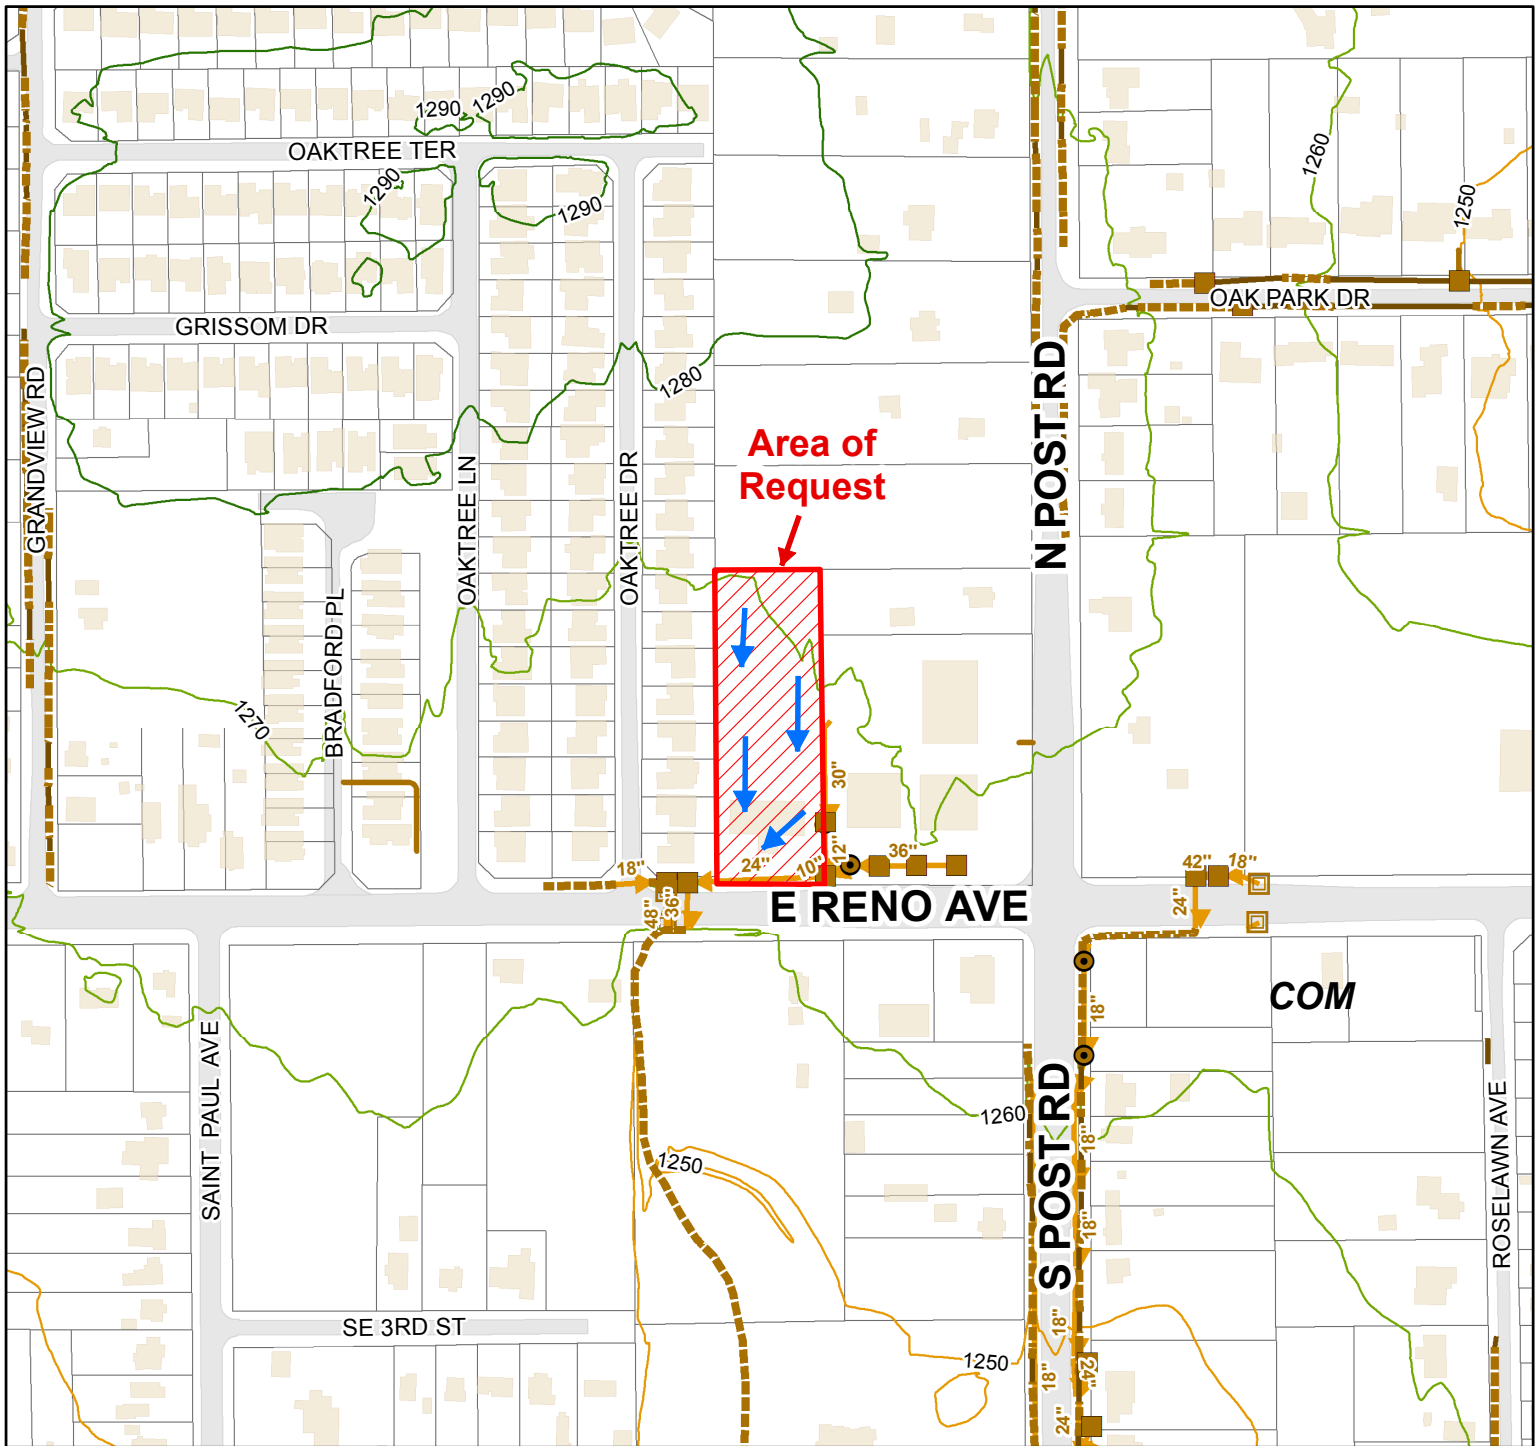 1290
1290
OAKTREE TER
1290
1290
1260
1250
OAK PARK DR
GRISSOM DR
GRANDVIEW RD
1280
N POST RD
Area of
Request
OAKTREE LN
OAKTREE DR
BRADFORD PL
1270
30"
12"
36"
10"
24"
18"
48"
36"
E RENO AVE
42"
18"
24"
COM
18"
SAINT PAUL AVE
S POST RD
1260
18"
ROSELAWN AVE
1250
18"
SE 3RD ST
18"
1250
18"
24"
24"